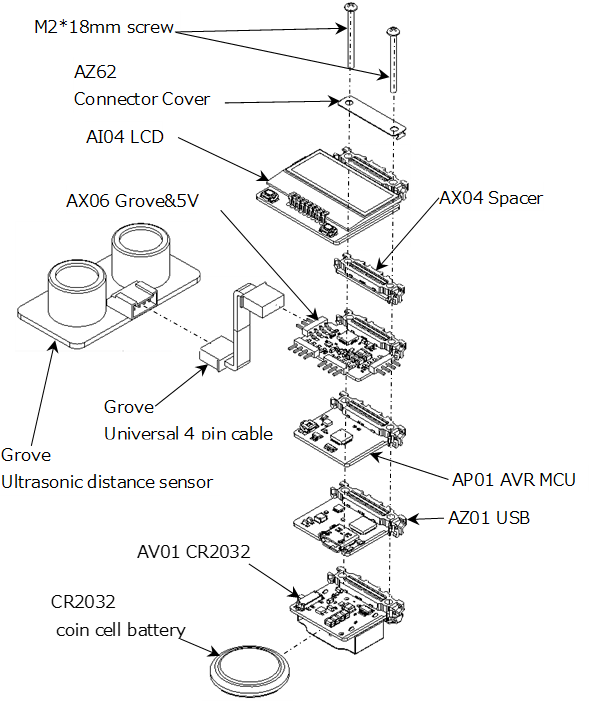 M2*18mm screw
AZ62
Connector Cover
AI04 LCD
AX06 Grove&5V
AX04 Spacer
Grove
Universal 4 pin cable
Grove
Ultrasonic distance sensor
AP01 AVR MCU
AZ01 USB
AV01 CR2032
CR2032
coin cell battery